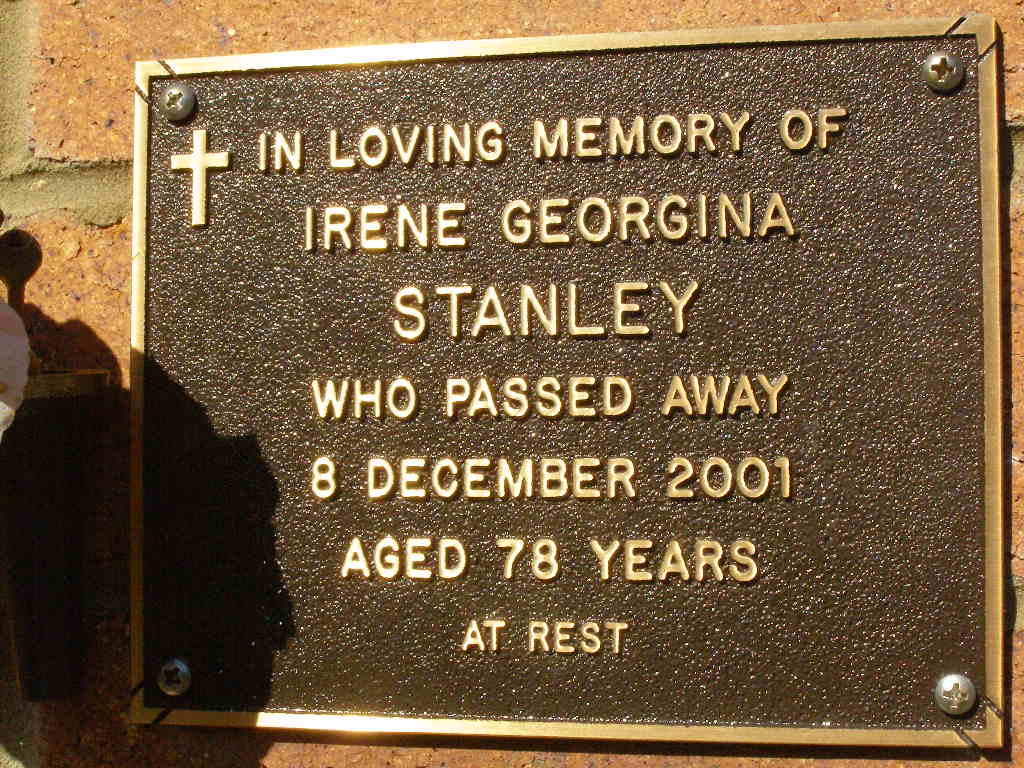 IN LOVING MEMORY OF
IRENE GEORGINA
STANLEY
WHO PASSED AWAY
8 DECEMBER 2001
AGED 78 YEARS
AT REST